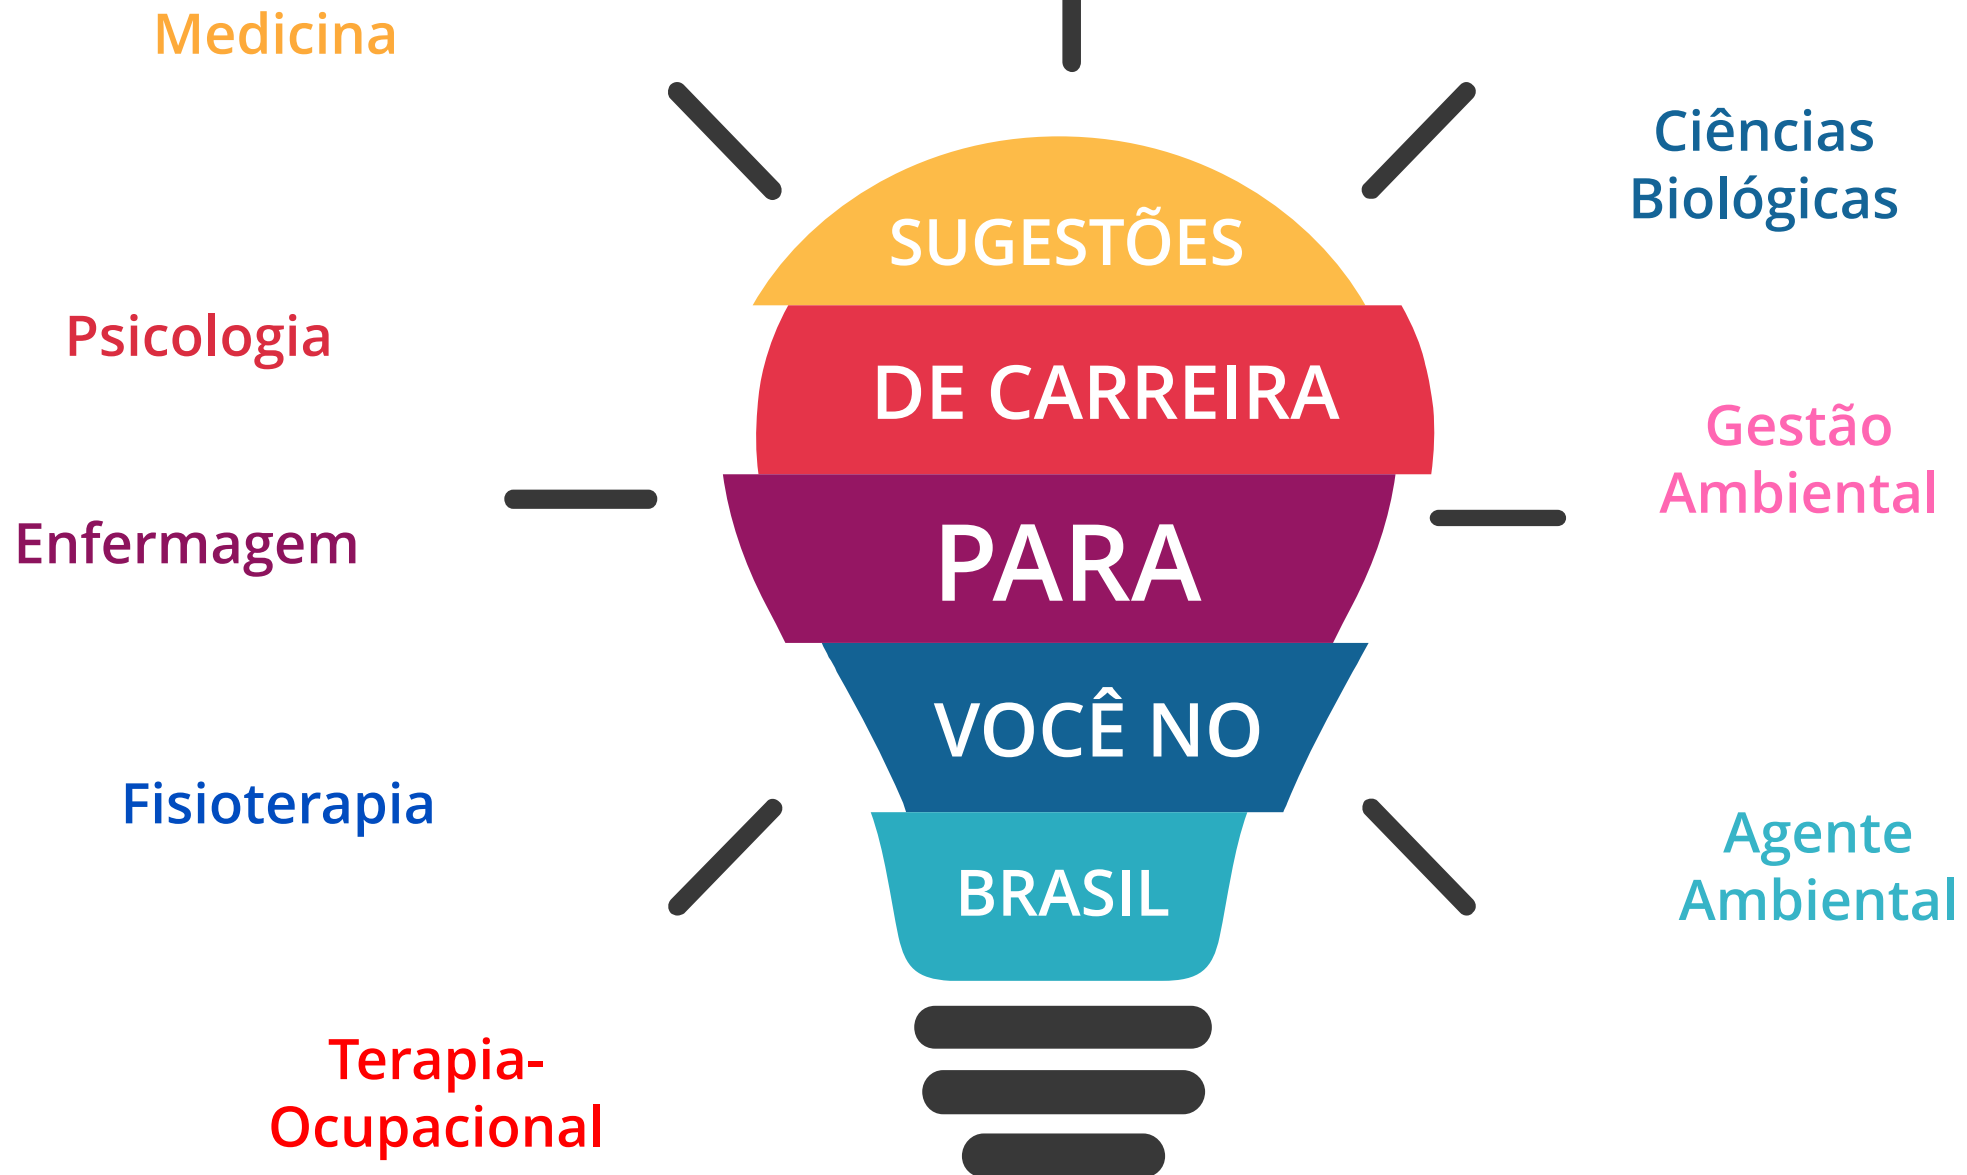 Medicina
Psicologia
Enfermagem
Fisioterapia
Terapia-
Ocupacional
SUGESTÕES
DE CARREIRA
PARA
VOCÊ NO
BRASIL
Ciências
Biológicas
Gestão
Ambiental
Agente
Ambiental